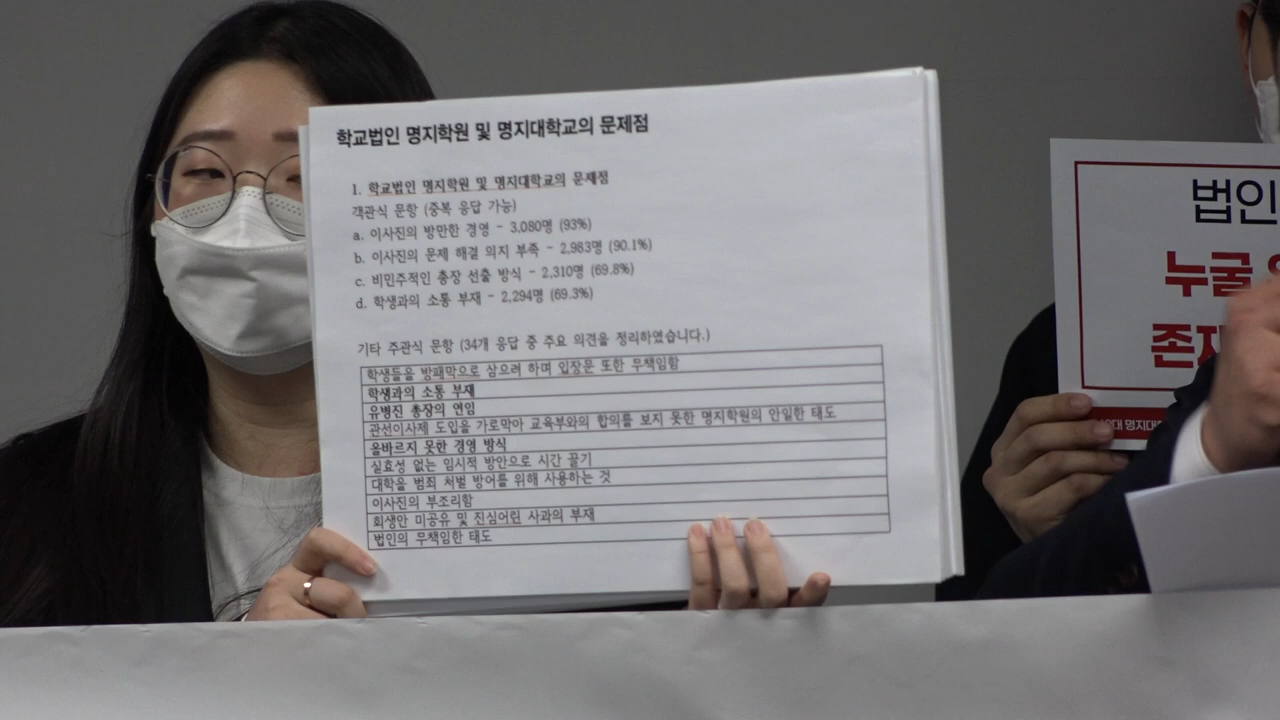 학교법인 명지학원 및 명지대학교의 문제점
1. 학교법인 명지학원 및 명지대학교의 문제점
객관식 문항 (중복 응답 가능)
a. 이사진의 방만한 경영 - 3,080명 (93%)
b. 이사진의 문제 해결 의지 부족 - 2,983명 (90.1%)
c. 비민주적인 총장 선출 방식 - 2,310명 (69.8%)
d. 학생과의 소통 부재 - 2,294명 (69.3%)
기타 주관식 문항 (34개 응답 중 주요 의견을 정리하였습니다.)
학생들을 방패막으로 삼으려 하며 입장문 또한 무책임함
학생과의 소통 부재
유병진 총장의 연임
관선이사제 도입을 가로막아 교육부와의 합의를 보지 못한 명지학원의 안일한 태도
올바르지 못한 경영 방식
실효성 없는 임시적 방안으로 시간 끌기
대학을 범죄 처벌 방어를 위해 사용하는 것
이사진의 부조리함
회생안 미공유 및 진심어린 사과의 부재
법인의 무책임한 태도
법인
누굴
존재
명지대